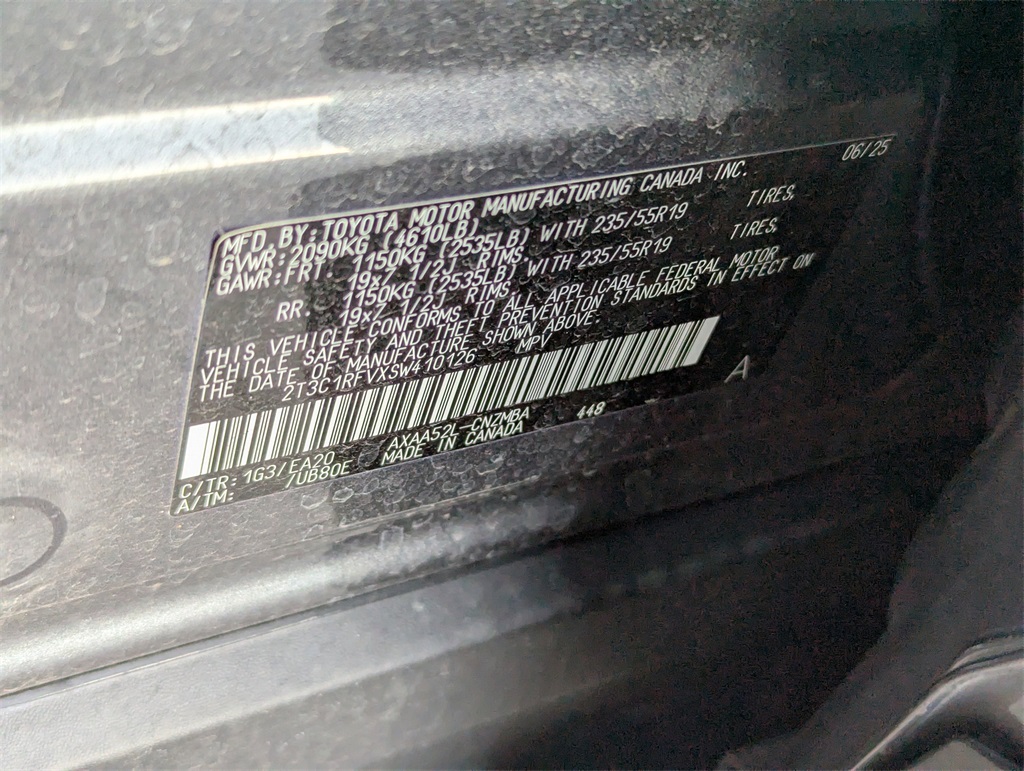 06/25
MFD. BY: TOYOTA MOTOR MANUFACTURING CANADA INC.
GVWR: 2090KG (4610LB)
GAWR: FRT. 1150KG (2535LB) WITH 235/55R19 TIRES,
19x7 1/2J RIMS.
RR. 1150KG (2535LB) WITH 235/55R19 TIRES,
19x7 1/2J RIMS.
THIS VEHICLE CONFORMS TO ALL APPLICABLE FEDERAL MOTOR
VEHICLE SAFETY AND THEFT PREVENTION STANDARDS IN EFFECT ON
THE DATE OF MANUFACTURE SHOWN ABOVE.
2T3C1RFVXSW410126 MPV
A
C/TR: 1G3/EA20 AXAA52L-CNZMBA 448
A/TM: /UB80E MADE IN CANADA